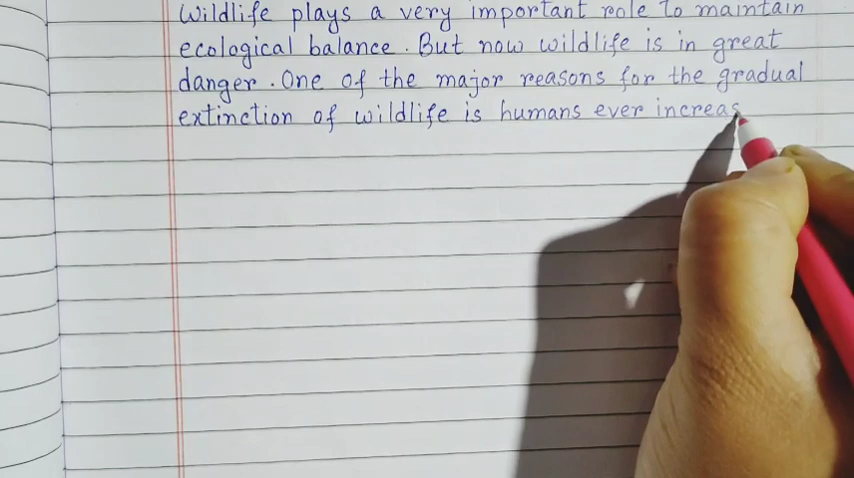 Wildlife plays a very important role to maintain
ecological balance. But now wildlife is in great
danger. One of the major reasons for the gradual
extinction of wildlife is humans ever increas